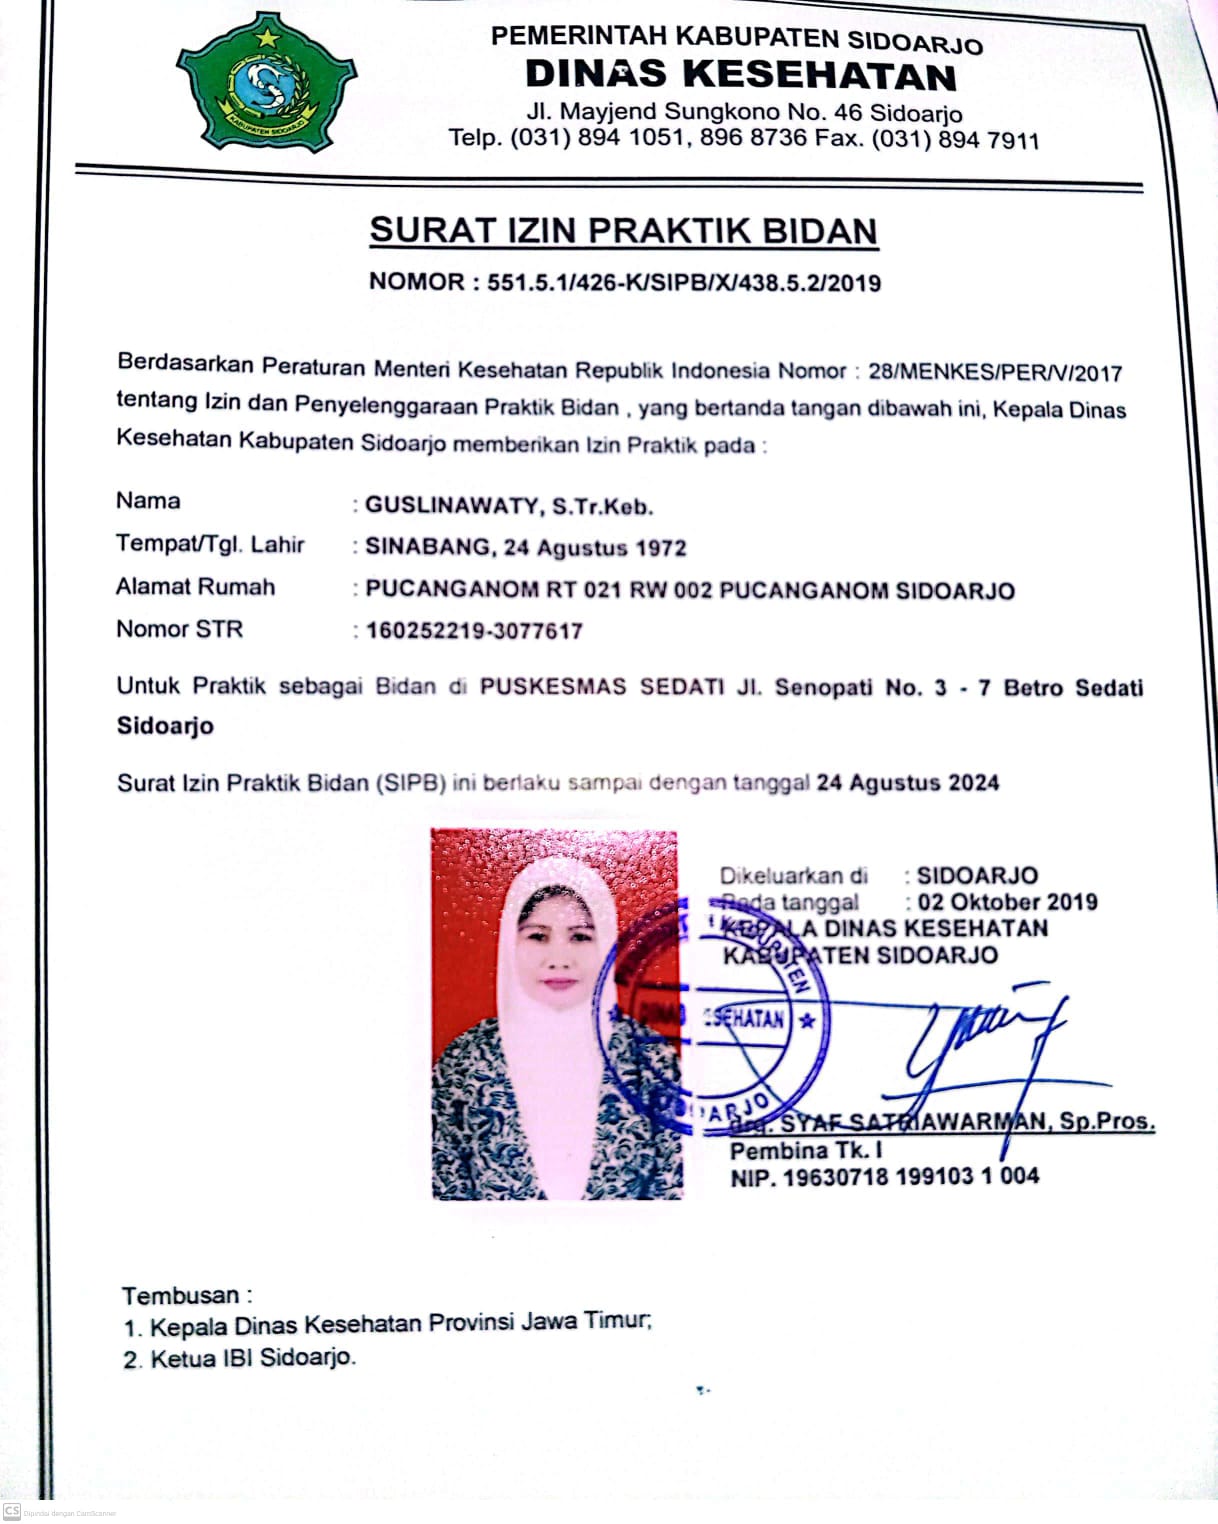 KABUPATEN SIDOARJO
PEMERINTAH KABUPATEN SIDOARJO
DINAS KESEHATAN
Jl. Mayjend Sungkono No. 46 Sidoarjo
Telp. (031) 894 1051, 896 8736 Fax. (031) 894 7911
SURAT IZIN PRAKTIK BIDAN
NOMOR : 551.5.1/426-K/SIPB/X/438.5.2/2019
Berdasarkan Peraturan Menteri Kesehatan Republik Indonesia Nomor : 28/MENKES/PER/V/2017
tentang Izin dan Penyelenggaraan Praktik Bidan , yang bertanda tangan dibawah ini, Kepala Dinas
Kesehatan Kabupaten Sidoarjo memberikan Izin Praktik pada :
Nama : GUSLINAWATY, S.Tr.Keb.
Tempat/Tgl. Lahir : SINABANG, 24 Agustus 1972
Alamat Rumah : PUCANGANOM RT 021 RW 002 PUCANGANOM SIDOARJO
Nomor STR : 160252219-3077617
Untuk Praktik sebagai Bidan di PUSKESMAS SEDATI Jl. Senopati No. 3 - 7 Betro Sedati
Sidoarjo
Surat Izin Praktik Bidan (SIPB) ini berlaku sampai dengan tanggal 24 Agustus 2024
Dikeluarkan di : SIDOARJO
Pada tanggal : 02 Oktober 2019
KEPALA DINAS KESEHATAN
KABUPATEN SIDOARJO
KABUPATEN
DINAS KESEHATAN
SIDOARJO
drg. SYAF SATRIAWARMAN, Sp.Pros.
Pembina Tk. I
NIP. 19630718 199103 1 004
Tembusan :
1. Kepala Dinas Kesehatan Provinsi Jawa Timur;
2. Ketua IBI Sidoarjo.
CS Dipindai dengan CamScanner